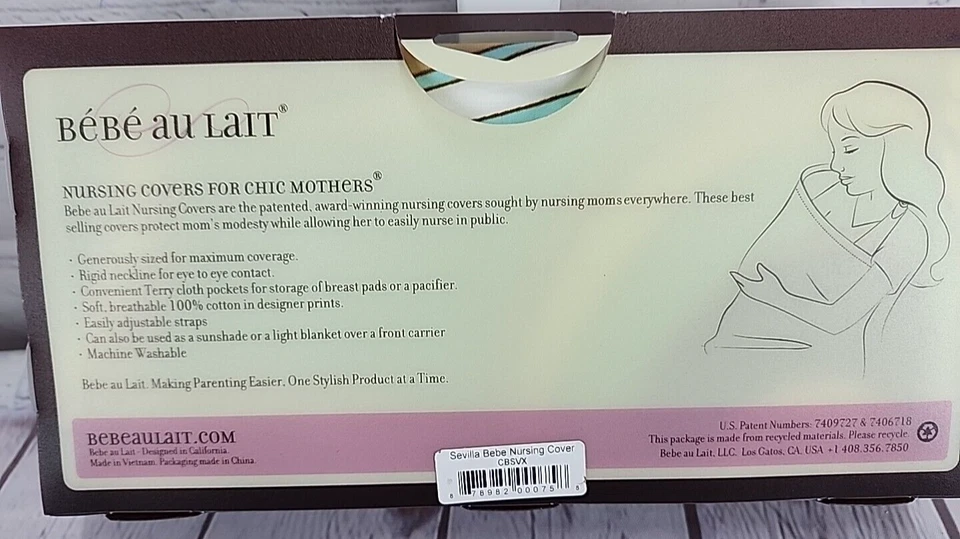 BéBé au LaIT®
NURSING COVERS FOR CHIC MOTHERS®
Bebe au Lait Nursing Covers are the patented, award-winning nursing covers sought by nursing moms everywhere. These best
selling covers protect mom's modesty while allowing her to easily nurse in public.
· Generously sized for maximum coverage.
· Rigid neckline for eye to eye contact.
· Convenient Terry cloth pockets for storage of breast pads or a pacifier.
· Soft, breathable 100% cotton in designer prints.
· Easily adjustable straps
· Can also be used as a sunshade or a light blanket over a front carrier
· Machine Washable
Bebe au Lait. Making Parenting Easier. One Stylish Product at a Time.
BeBeauLaIT.COM
Bebe au Lait - Designed in California.
Made in Vietnam. Packaging made in China.
U.S. Patent Numbers: 7409727 & 7406718
This package is made from recycled materials. Please recycle.
Bebe au Lait, LLC. Los Gatos, CA. USA +1 408.356.7850
Sevilla Bebe Nursing Cover
CBSVX
8 78982 00075 8